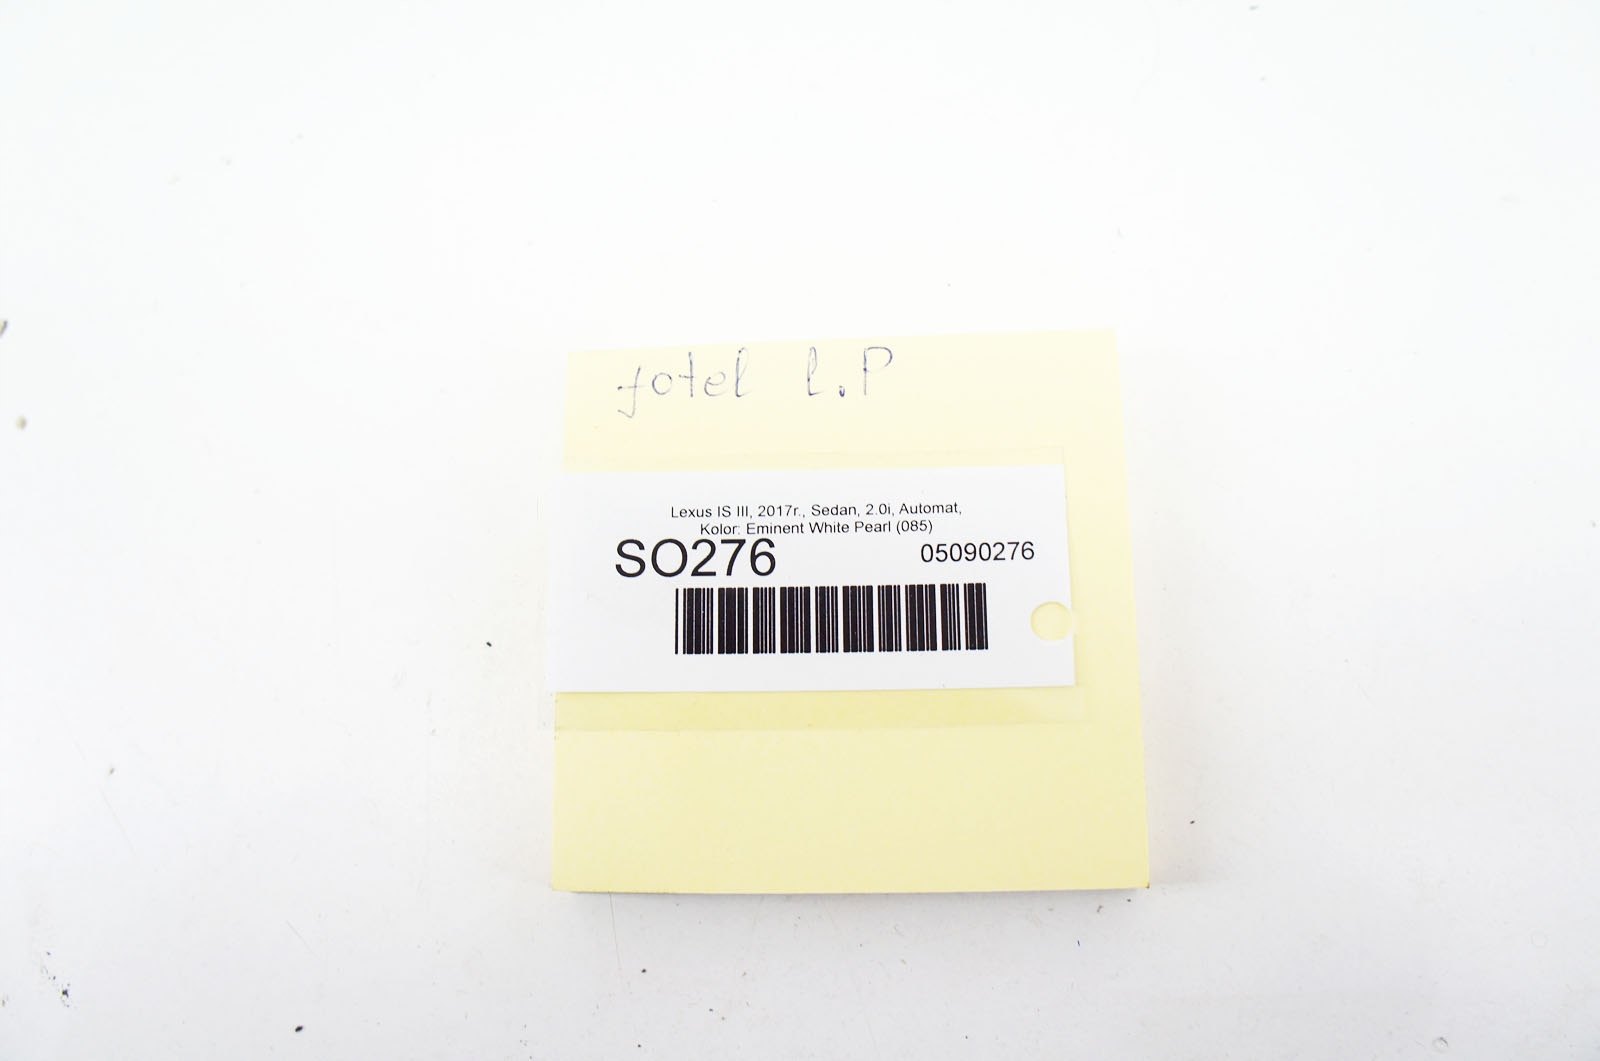 fotel l.P
Lexus IS III, 2017r., Sedan, 2.0i, Automat,
Kolor: Eminent White Pearl (085)
SO276 05090276